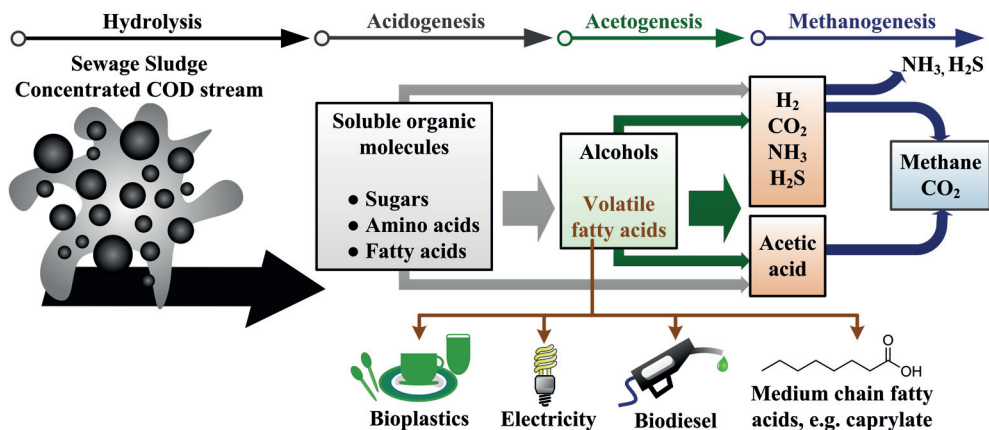 Hydrolysis
Acidogenesis
Acetogenesis
Methanogenesis
Sewage Sludge
Concentrated COD stream
NH₃, H₂S
Soluble organic
molecules
● Sugars
● Amino acids
● Fatty acids
Alcohols
Volatile
fatty acids
H₂
CO₂
NH₃
H₂S
Acetic
acid
Methane
CO₂
Bioplastics
Electricity
Biodiesel
O
OH
Medium chain fatty
acids, e.g. caprylate